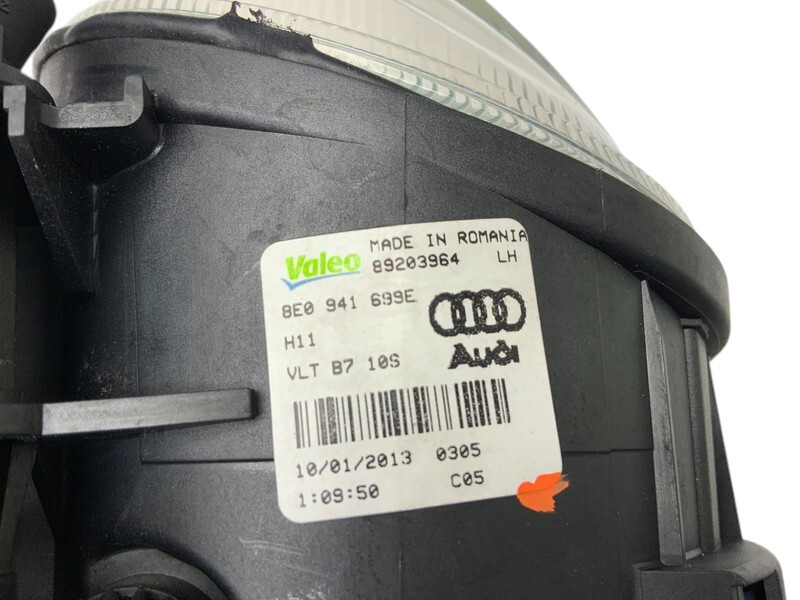 MADE IN ROMANIA
Valeo 89203964 LH
8E0 941 699E
H11
Audi
VLT B7 10S
10/01/2013 0305
1:09:50 C05